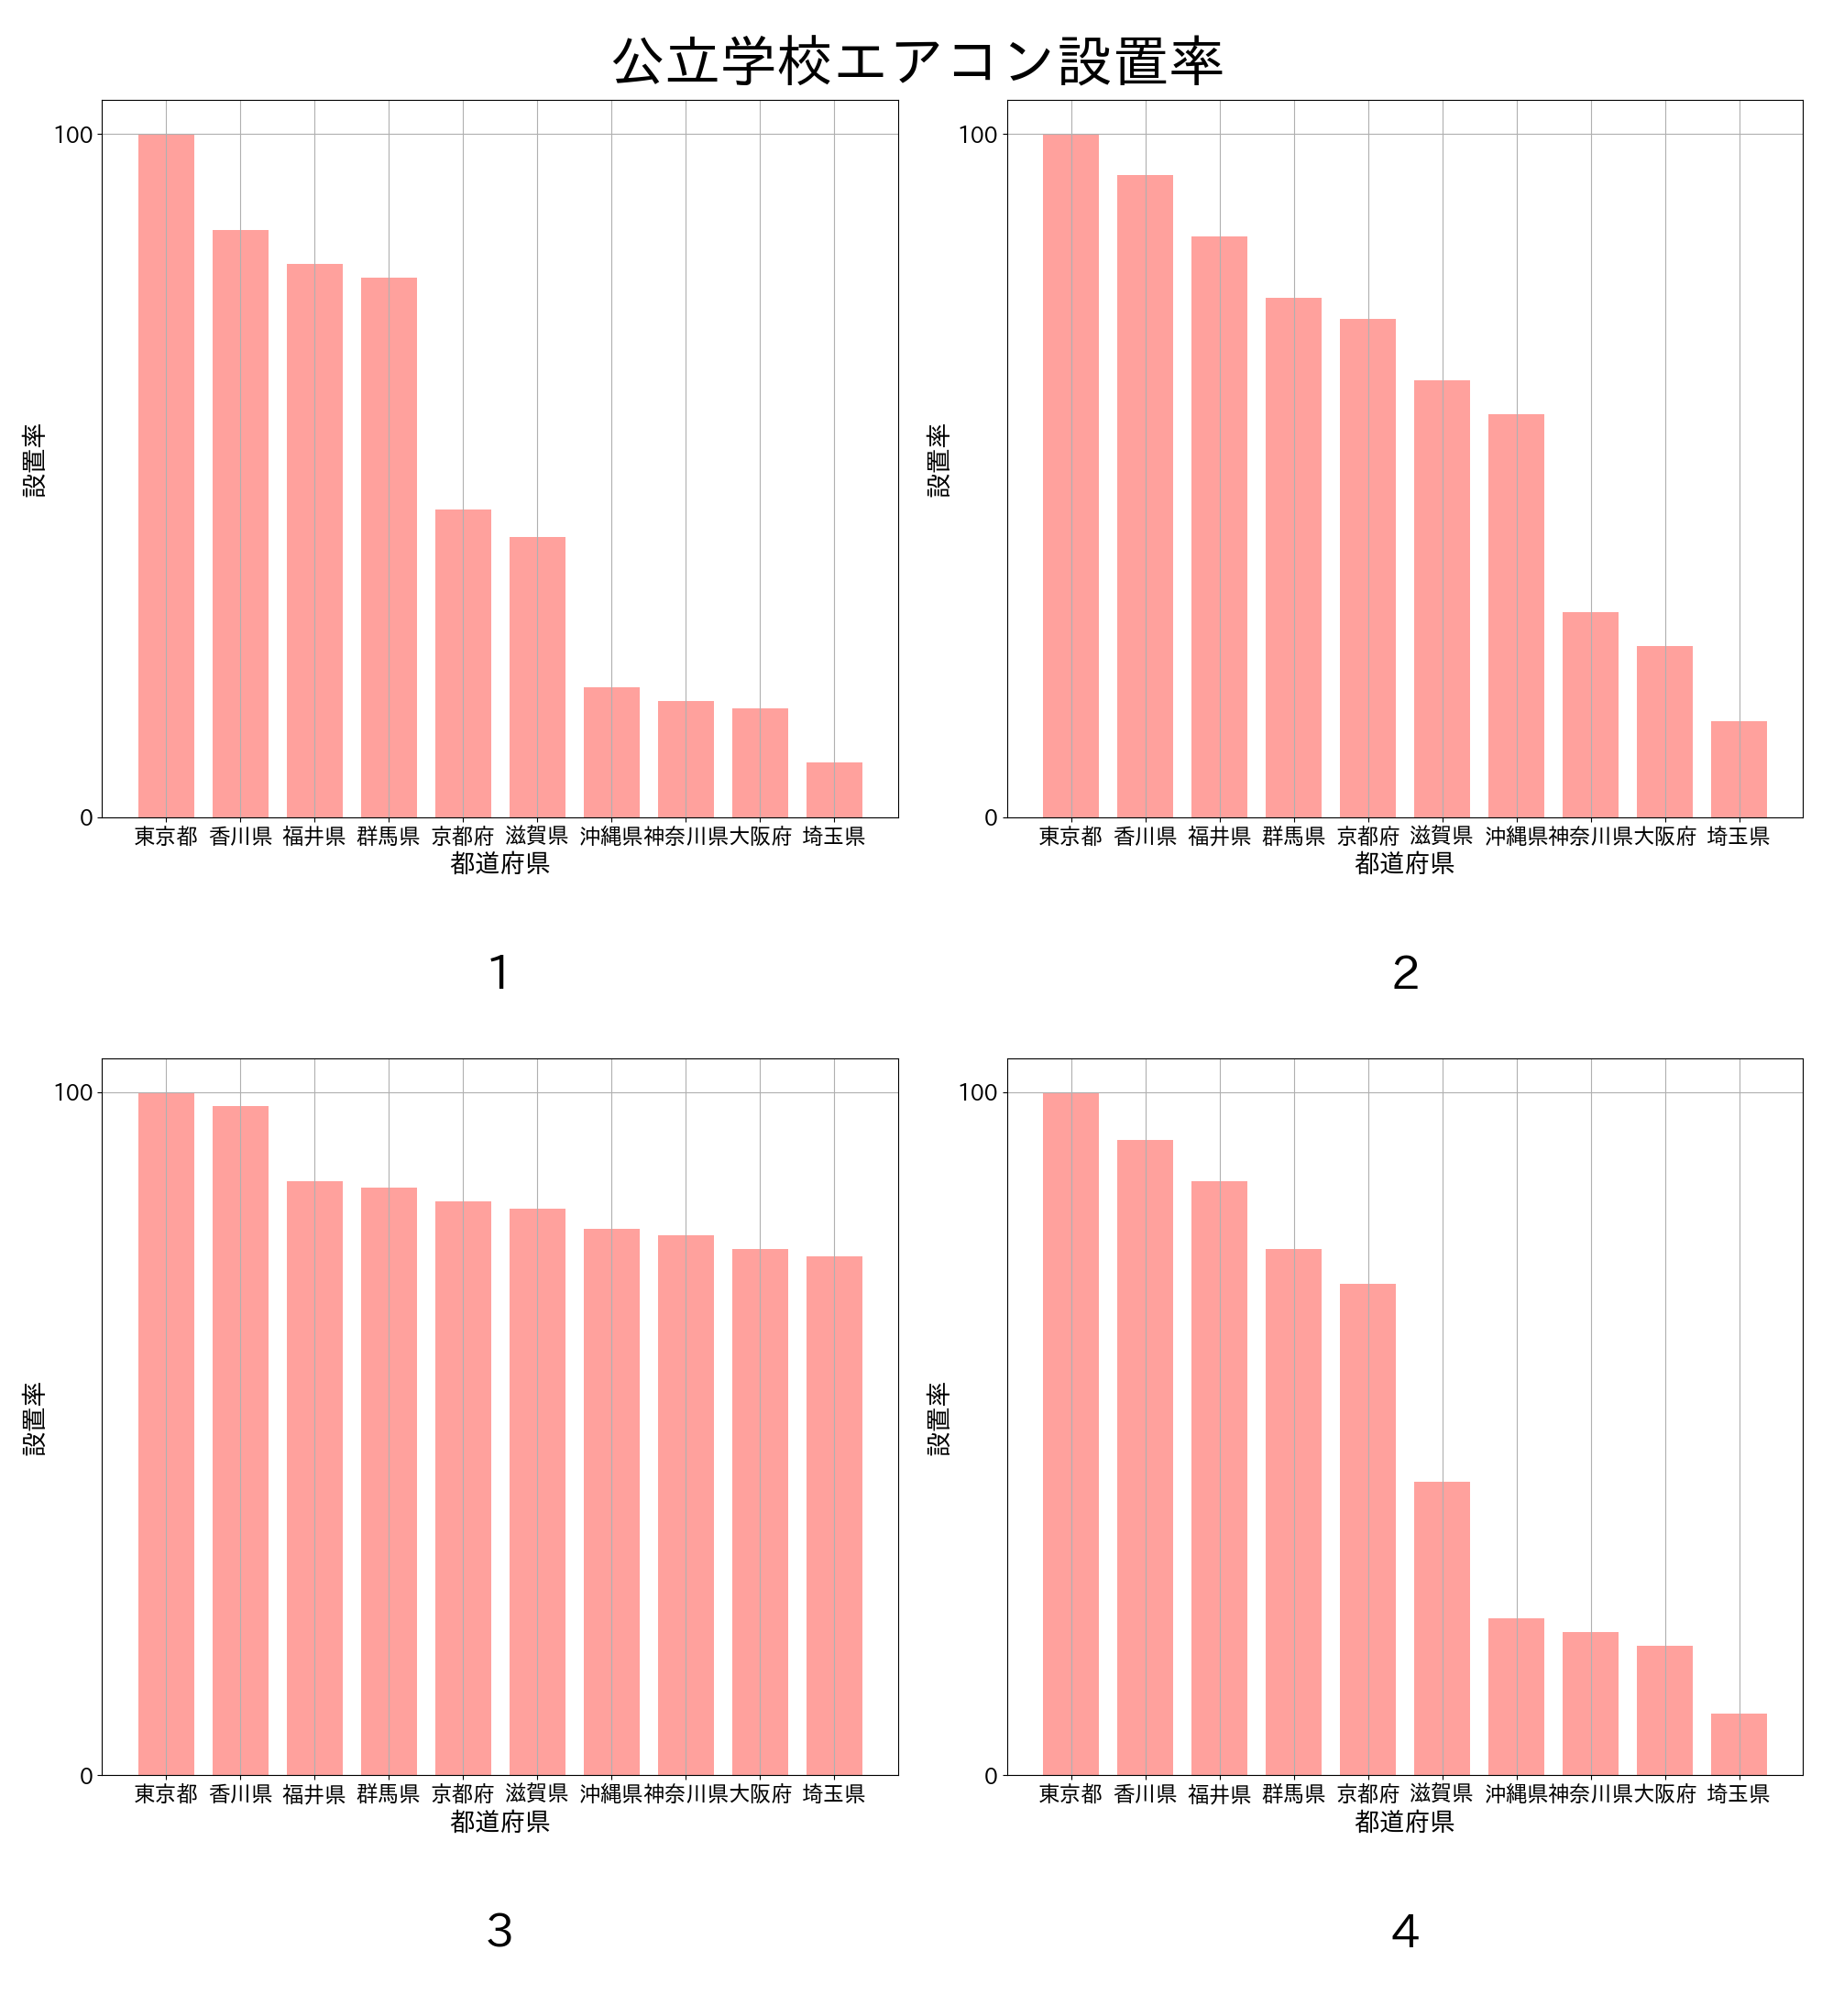 公立学校エアコン設置率
100
0
設置率
東京都 香川県 福井県 群馬県 京都府 滋賀県 沖縄県 神奈川県 大阪府 埼玉県
都道府県
1
100
0
設置率
東京都 香川県 福井県 群馬県 京都府 滋賀県 沖縄県 神奈川県 大阪府 埼玉県
都道府県
2
100
0
設置率
東京都 香川県 福井県 群馬県 京都府 滋賀県 沖縄県 神奈川県 大阪府 埼玉県
都道府県
3
100
0
設置率
東京都 香川県 福井県 群馬県 京都府 滋賀県 沖縄県 神奈川県 大阪府 埼玉県
都道府県
4